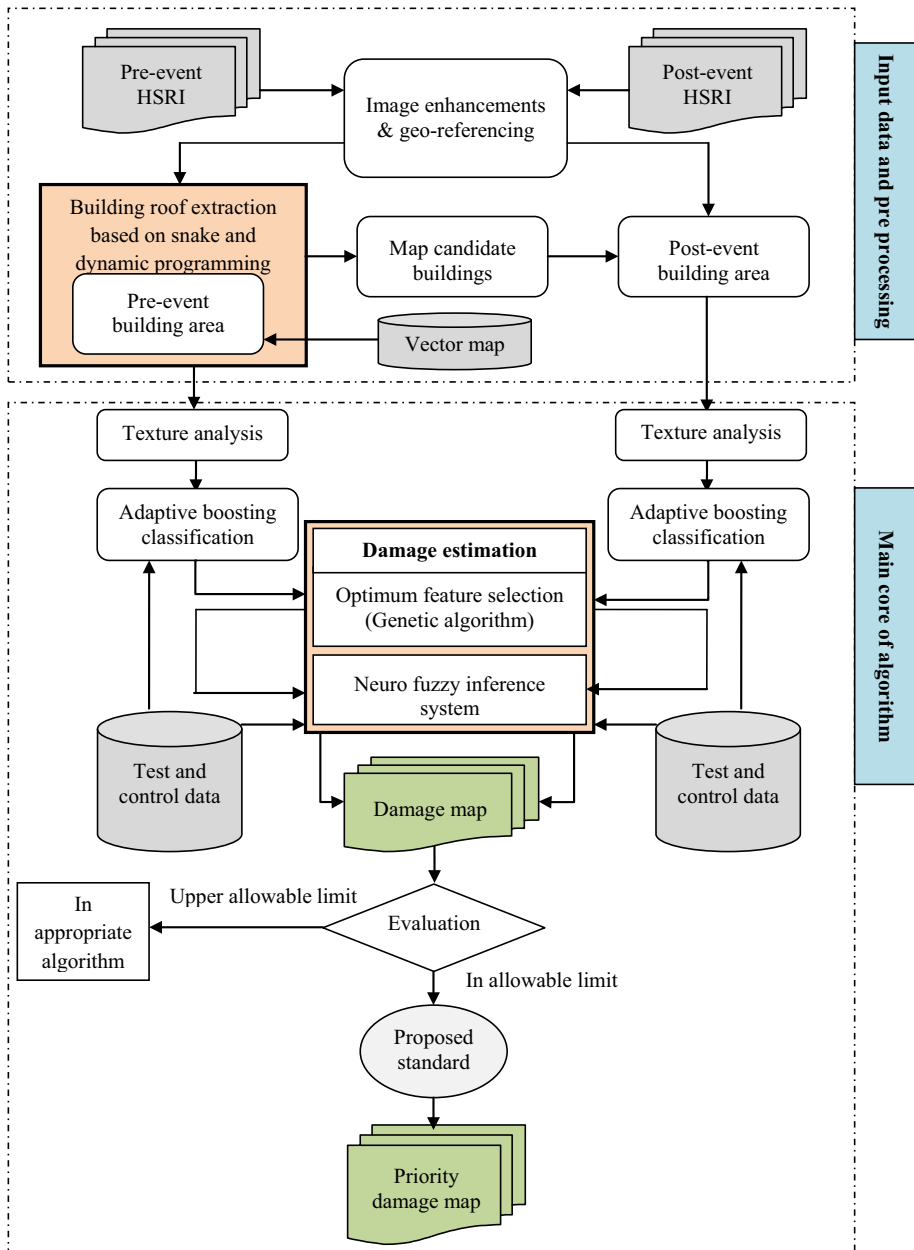 Pre-event
HSRI
Image enhancements
& geo-referencing
Post-event
HSRI
Input data and pre processing
Building roof extraction
based on snake and
dynamic programming
Pre-event
building area
Map candidate
buildings
Post-event
building area
Vector map
Texture analysis
Texture analysis
Adaptive boosting
classification
Adaptive boosting
classification
Main core of algorithm
Damage estimation
Optimum feature selection
(Genetic algorithm)
Neuro fuzzy inference
system
Test and
control data
Test and
control data
Damage map
Upper allowable limit
In
appropriate
algorithm
Evaluation
In allowable limit
Proposed
standard
Priority
damage map